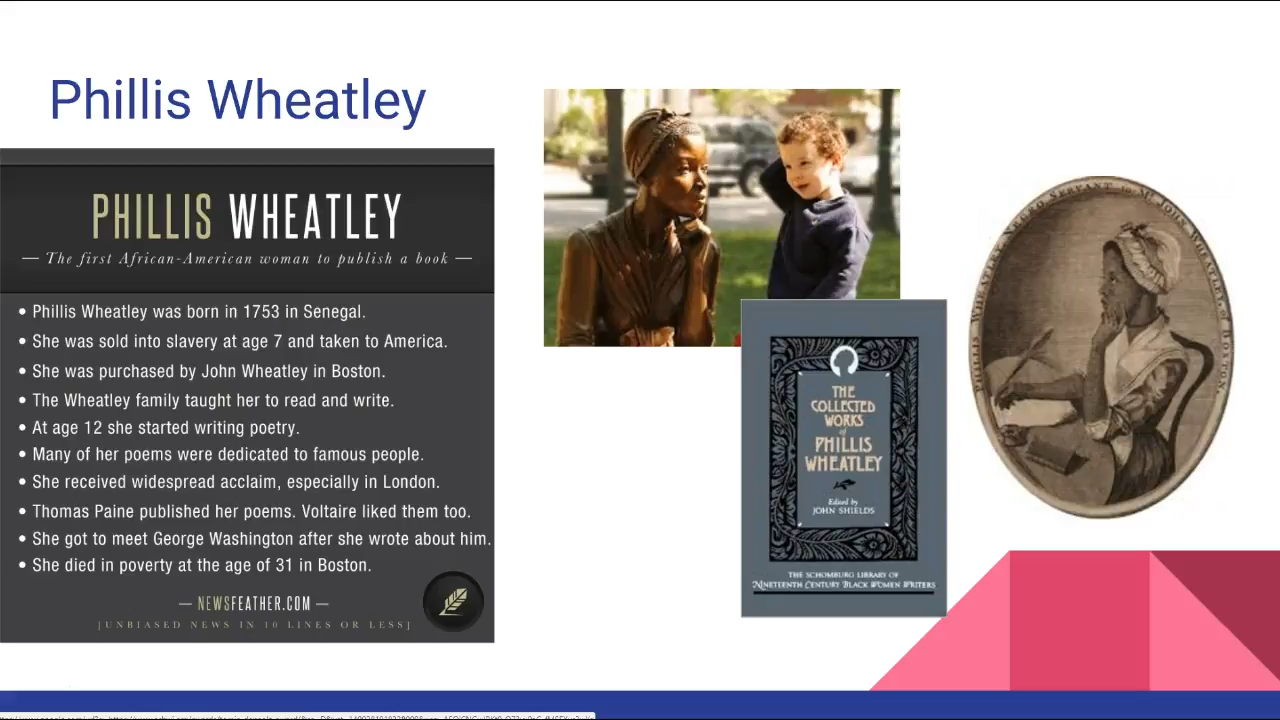 Phillis Wheatley
PHILLIS WHEATLEY
— The first African-American woman to publish a book —
• Phillis Wheatley was born in 1753 in Senegal.
• She was sold into slavery at age 7 and taken to America.
• She was purchased by John Wheatley in Boston.
• The Wheatley family taught her to read and write.
• At age 12 she started writing poetry.
• Many of her poems were dedicated to famous people.
• She received widespread acclaim, especially in London.
• Thomas Paine published her poems. Voltaire liked them too.
• She got to meet George Washington after she wrote about him.
• She died in poverty at the age of 31 in Boston.
— NEWSFEATHER.COM —
[UNBIASED NEWS IN 10 LINES OR LESS]
THE
COLLECTED
WORKS
of
PHILLIS
WHEATLEY
Edited by
JOHN SHIELDS
THE SCHOMBURG LIBRARY OF
NINETEENTH CENTURY BLACK WOMEN WRITERS
PHILLIS WHEATLEY, NEGRO SERVANT to Mr. JOHN WHEATLEY, of BOSTON.